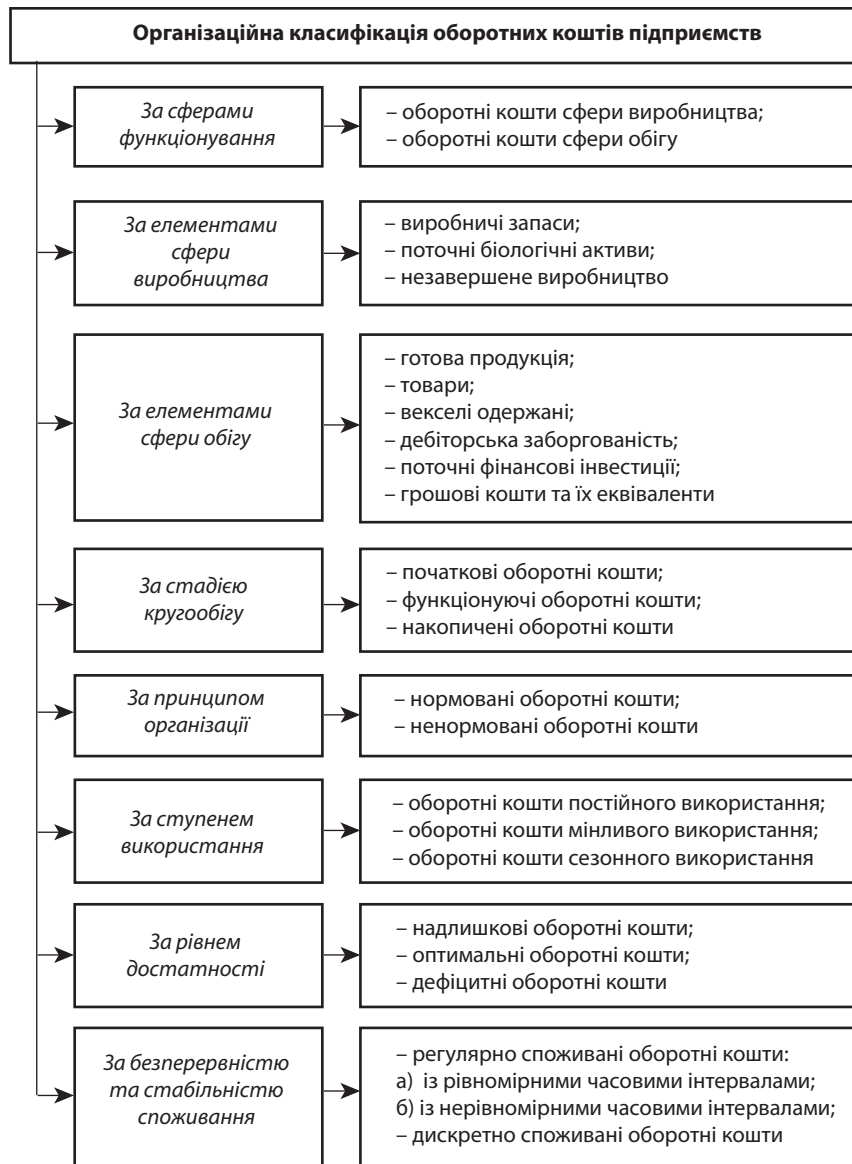 Організаційна класифікація оборотних коштів підприємств
За сферами
функціонування
– оборотні кошти сфери виробництва;
– оборотні кошти сфери обігу
За елементами
сфери
виробництва
– виробничі запаси;
– поточні біологічні активи;
– незавершене виробництво
За елементами
сфери обігу
– готова продукція;
– товари;
– векселі одержані;
– дебіторська заборгованість;
– поточні фінансові інвестиції;
– грошові кошти та їх еквіваленти
За стадією
кругообігу
– початкові оборотні кошти;
– функціонуючі оборотні кошти;
– накопичені оборотні кошти
За принципом
організації
– нормовані оборотні кошти;
– ненормовані оборотні кошти
За ступенем
використання
– оборотні кошти постійного використання;
– оборотні кошти мінливого використання;
– оборотні кошти сезонного використання
За рівнем
достатності
– надлишкові оборотні кошти;
– оптимальні оборотні кошти;
– дефіцитні оборотні кошти
За безперервністю
та стабільністю
споживання
– регулярно споживані оборотні кошти:
а) із рівномірними часовими інтервалами;
б) із нерівномірними часовими інтервалами;
– дискретно споживані оборотні кошти